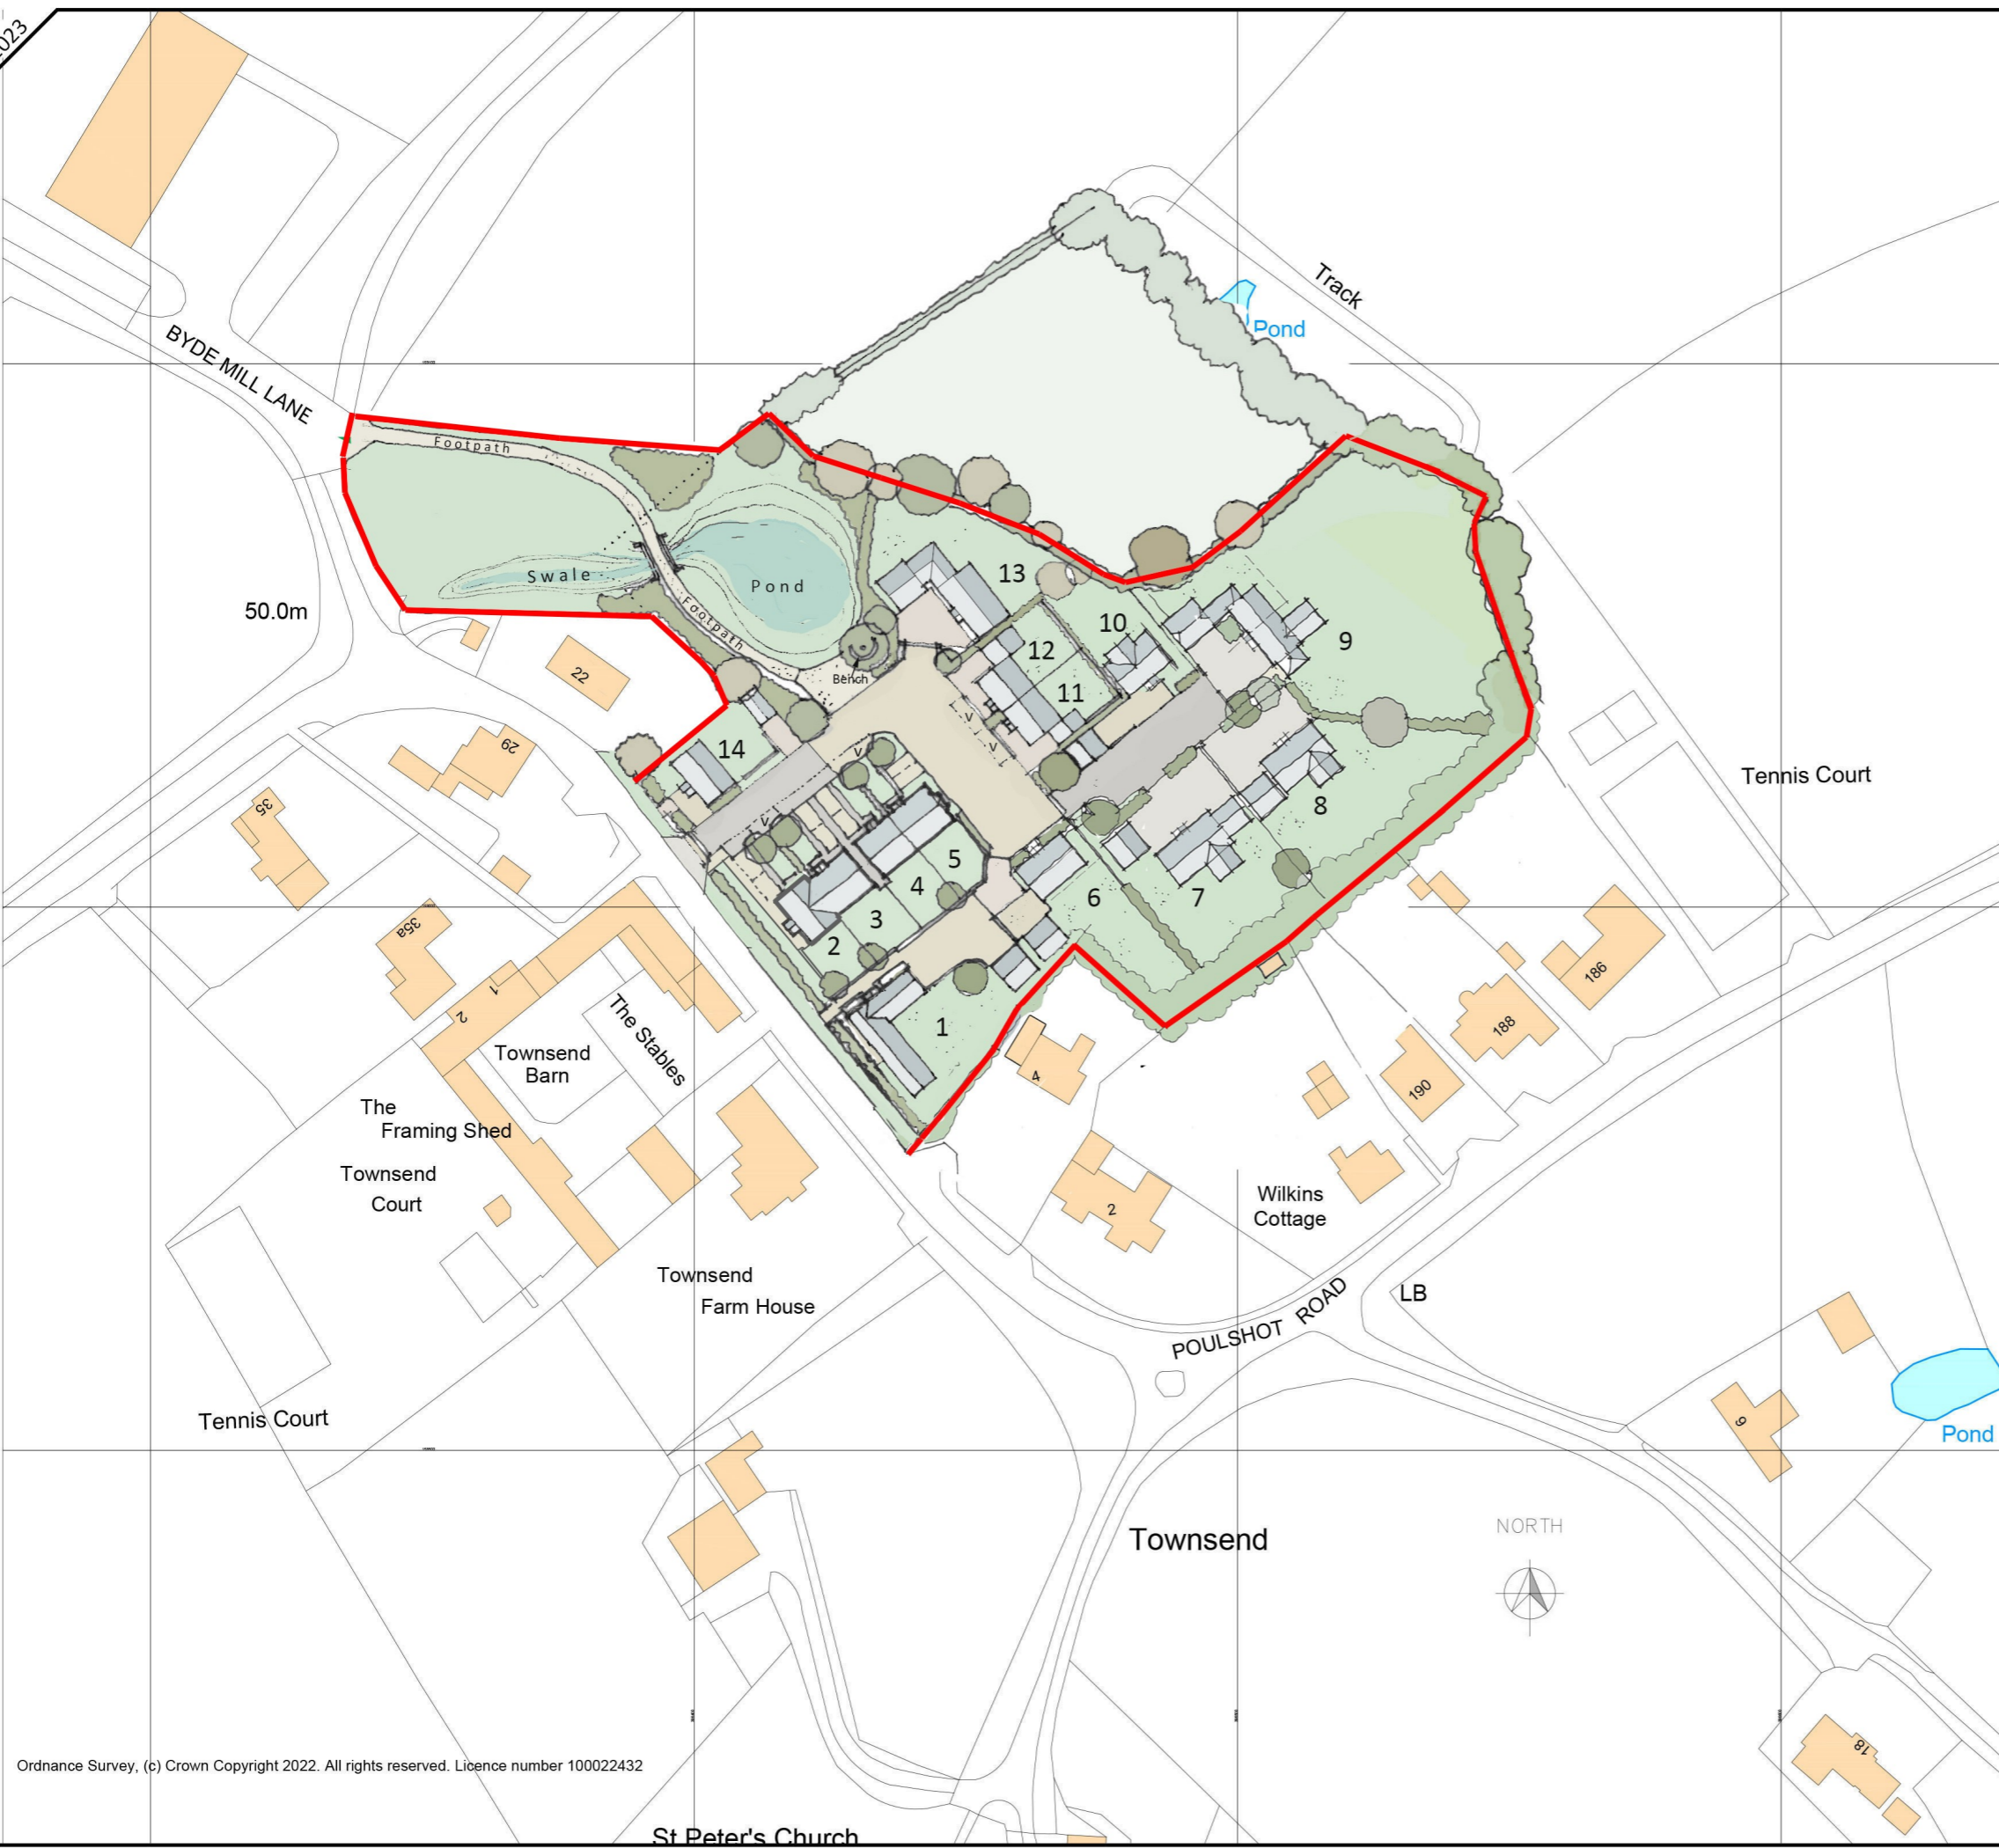 2023
Track
Pond
BYDE MILL LANE
Footpath
Swale
Pond
Footpath
Bench
50.0m
13
10
12
11
9
14
V
V
V
V
8
5
4
3
2
6
7
1
22
29
35
35a
1
2
The Stables
Townsend
Barn
The
Framing Shed
Townsend
Court
Townsend
Farm House
Tennis Court
Tennis Court
186
188
190
4
2
Wilkins
Cottage
POULSHOT ROAD
LB
9
Pond
Townsend
NORTH
18
Ordnance Survey, (c) Crown Copyright 2022. All rights reserved. Licence number 100022432
St Peter's Church